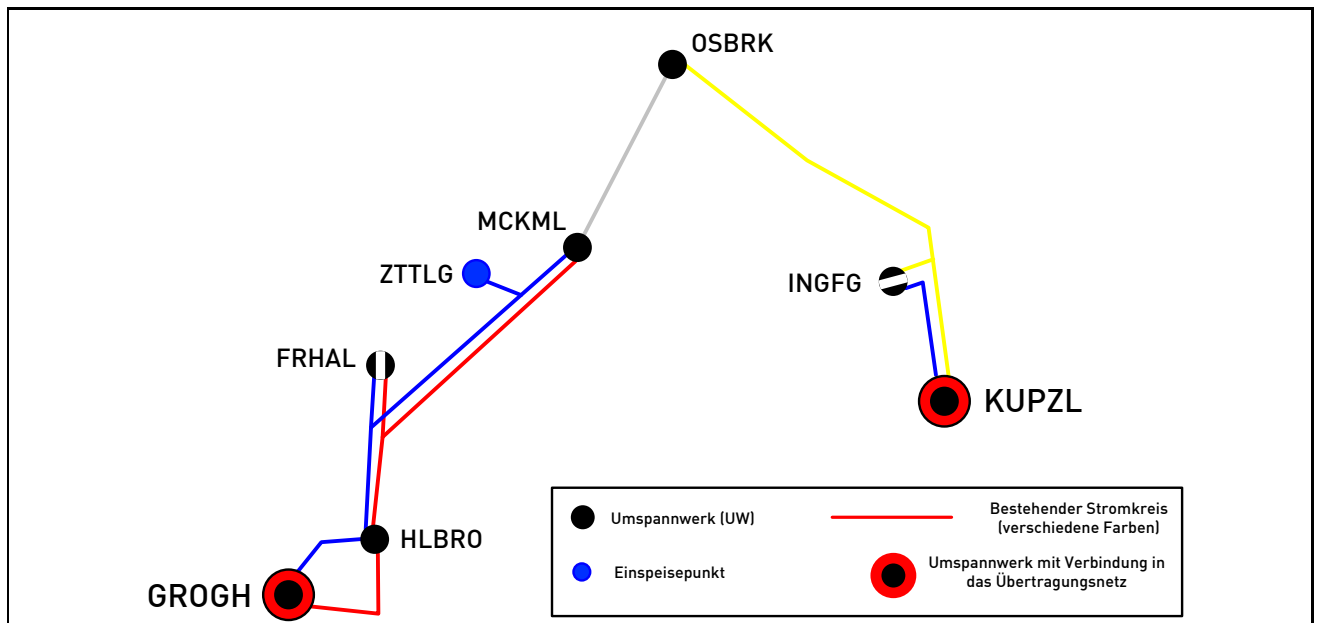 OSBRK
MCKML
ZTTLG
INGFG
FRHAL
KUPZL
HLBRO
GROGH
Umspannwerk (UW)
Bestehender Stromkreis
(verschiedene Farben)
Einspeisepunkt
Umspannwerk mit Verbindung in
das Übertragungsnetz